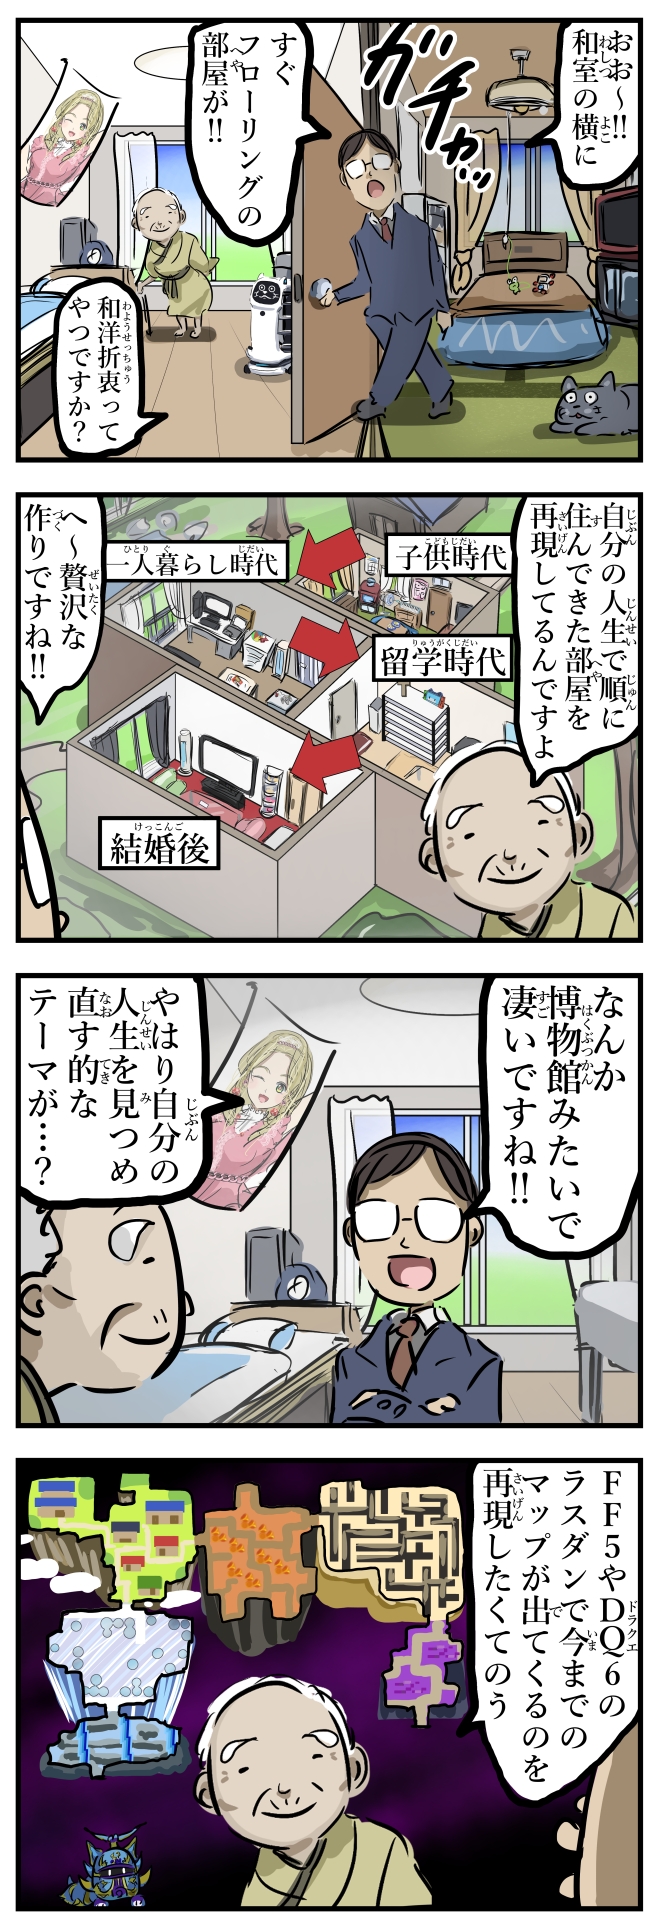 おお〜!!
和室の横に
ガチャ…
すぐ
フローリングの
部屋が!!
和洋折衷って
やつですか?
自分の人生で順に
住んできた部屋を
再現してるんですよ
子供時代
一人暮らし時代
留学時代
結婚後
へ〜贅沢な
作りですね!!
なんか
博物館みたいで
凄いですね!!
やはり自分の
人生を見つめ
直す的な
テーマが…?
FF5やDQ6の
ラスダンで今までの
マップが出てくるのを
再現したくてのう